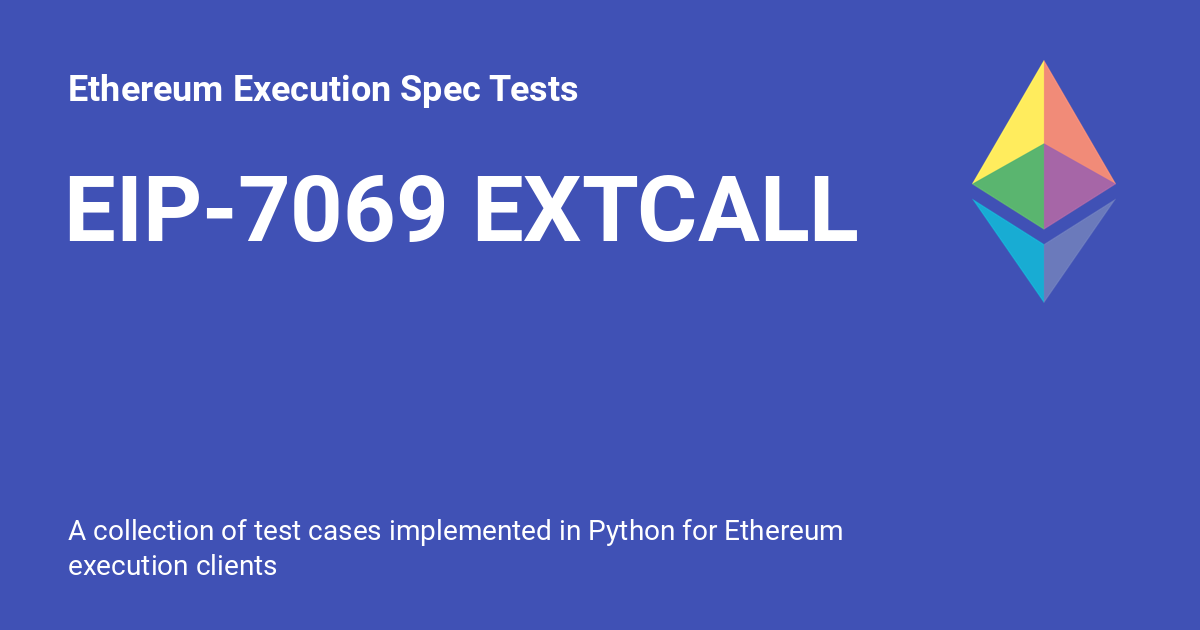 Ethereum Execution Spec Tests
EIP-7069 EXTCALL
A collection of test cases implemented in Python for Ethereum
execution clients